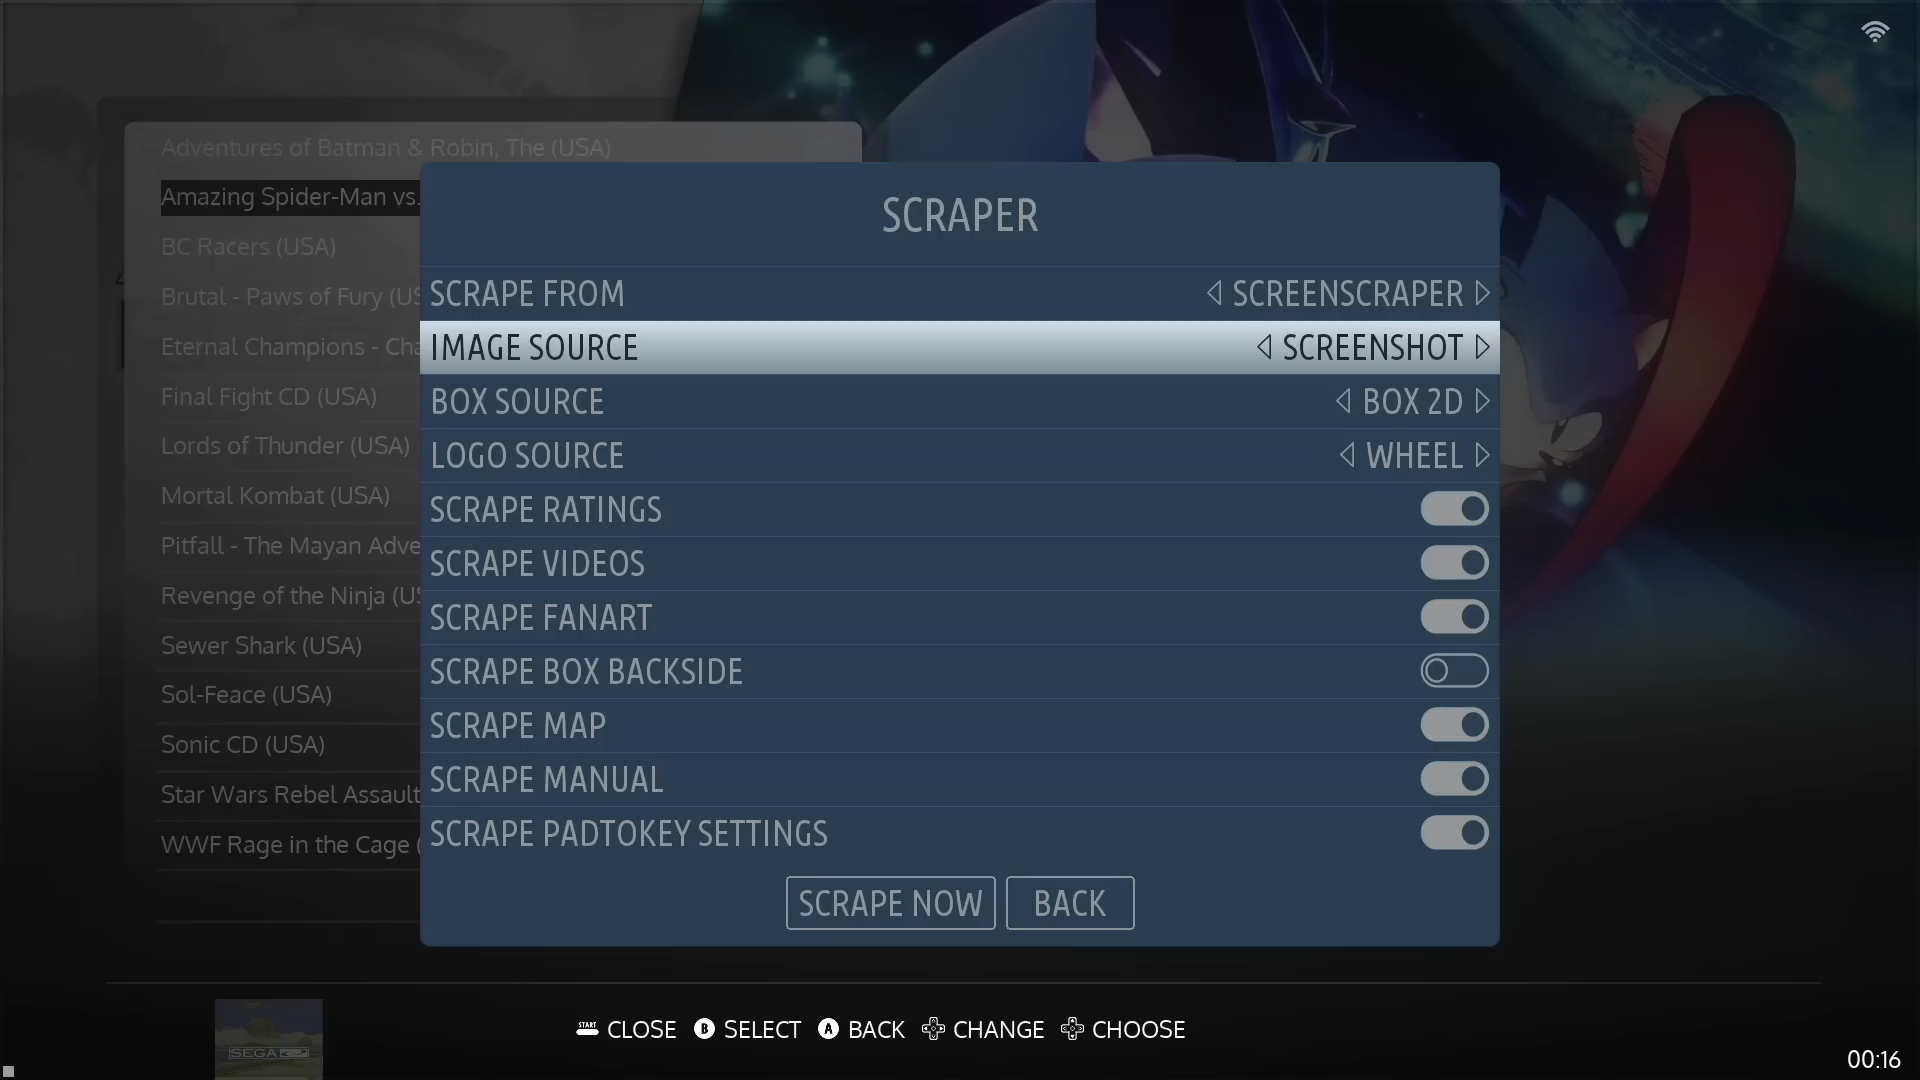 Adventures of Batman & Robin, The (USA)
Amazing Spider-Man vs.
BC Racers (USA)
Brutal - Paws of Fury (US
Eternal Champions - Cha
Final Fight CD (USA)
Lords of Thunder (USA)
Mortal Kombat (USA)
Pitfall - The Mayan Adve
Revenge of the Ninja (US
Sewer Shark (USA)
Sol-Feace (USA)
Sonic CD (USA)
Star Wars Rebel Assault
WWF Rage in the Cage (
SCRAPER
SCRAPE FROM SCREENSCRAPER
IMAGE SOURCE SCREENSHOT
BOX SOURCE BOX 2D
LOGO SOURCE WHEEL
SCRAPE RATINGS
SCRAPE VIDEOS
SCRAPE FANART
SCRAPE BOX BACKSIDE
SCRAPE MAP
SCRAPE MANUAL
SCRAPE PADTOKEY SETTINGS
SCRAPE NOW BACK
SEGA CD
START CLOSE B SELECT A BACK CHANGE CHOOSE
00:16